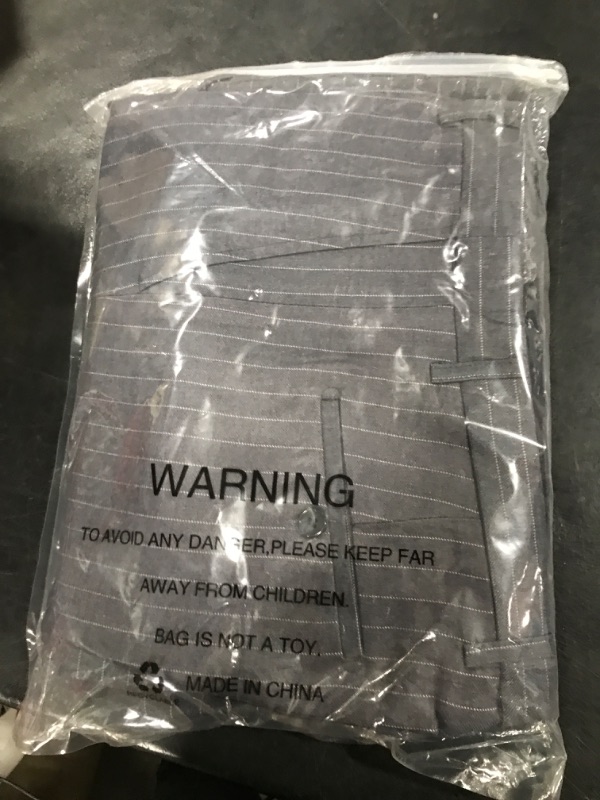 WARNING
TO AVOID ANY DANGER,PLEASE KEEP FAR
AWAY FROM CHILDREN.
BAG IS NOT A TOY.
MADE IN CHINA